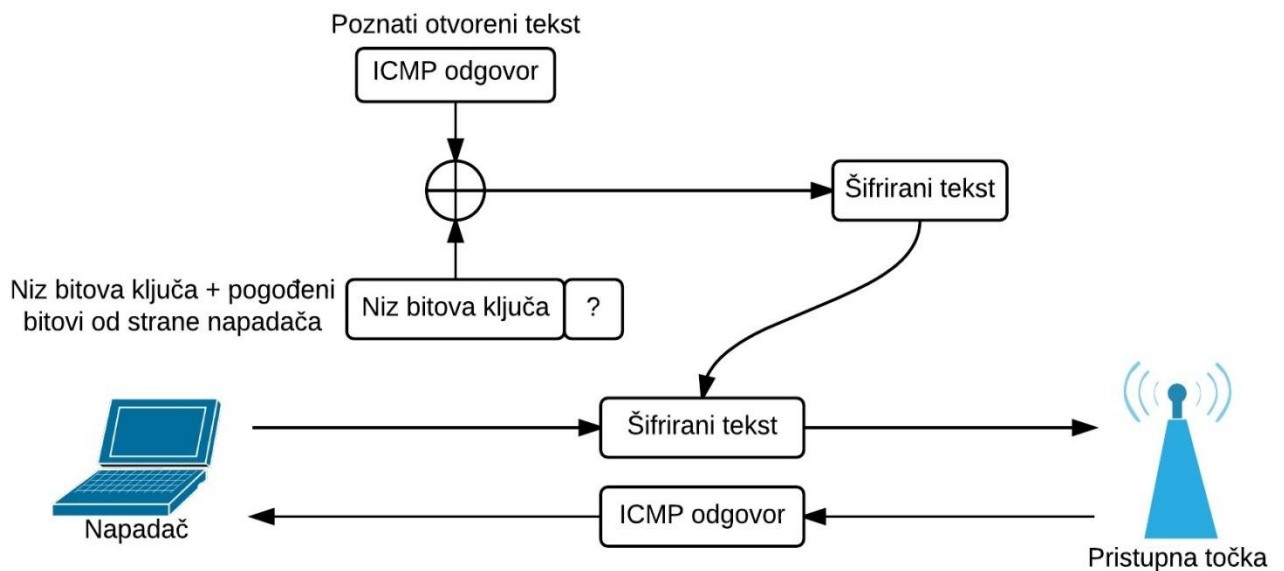 Poznati otvoreni tekst
ICMP odgovor
Šifrirani tekst
Niz bitova ključa + pogođeni
bitovi od strane napadača
Niz bitova ključa
?
Šifrirani tekst
ICMP odgovor
Napadač
Pristupna točka